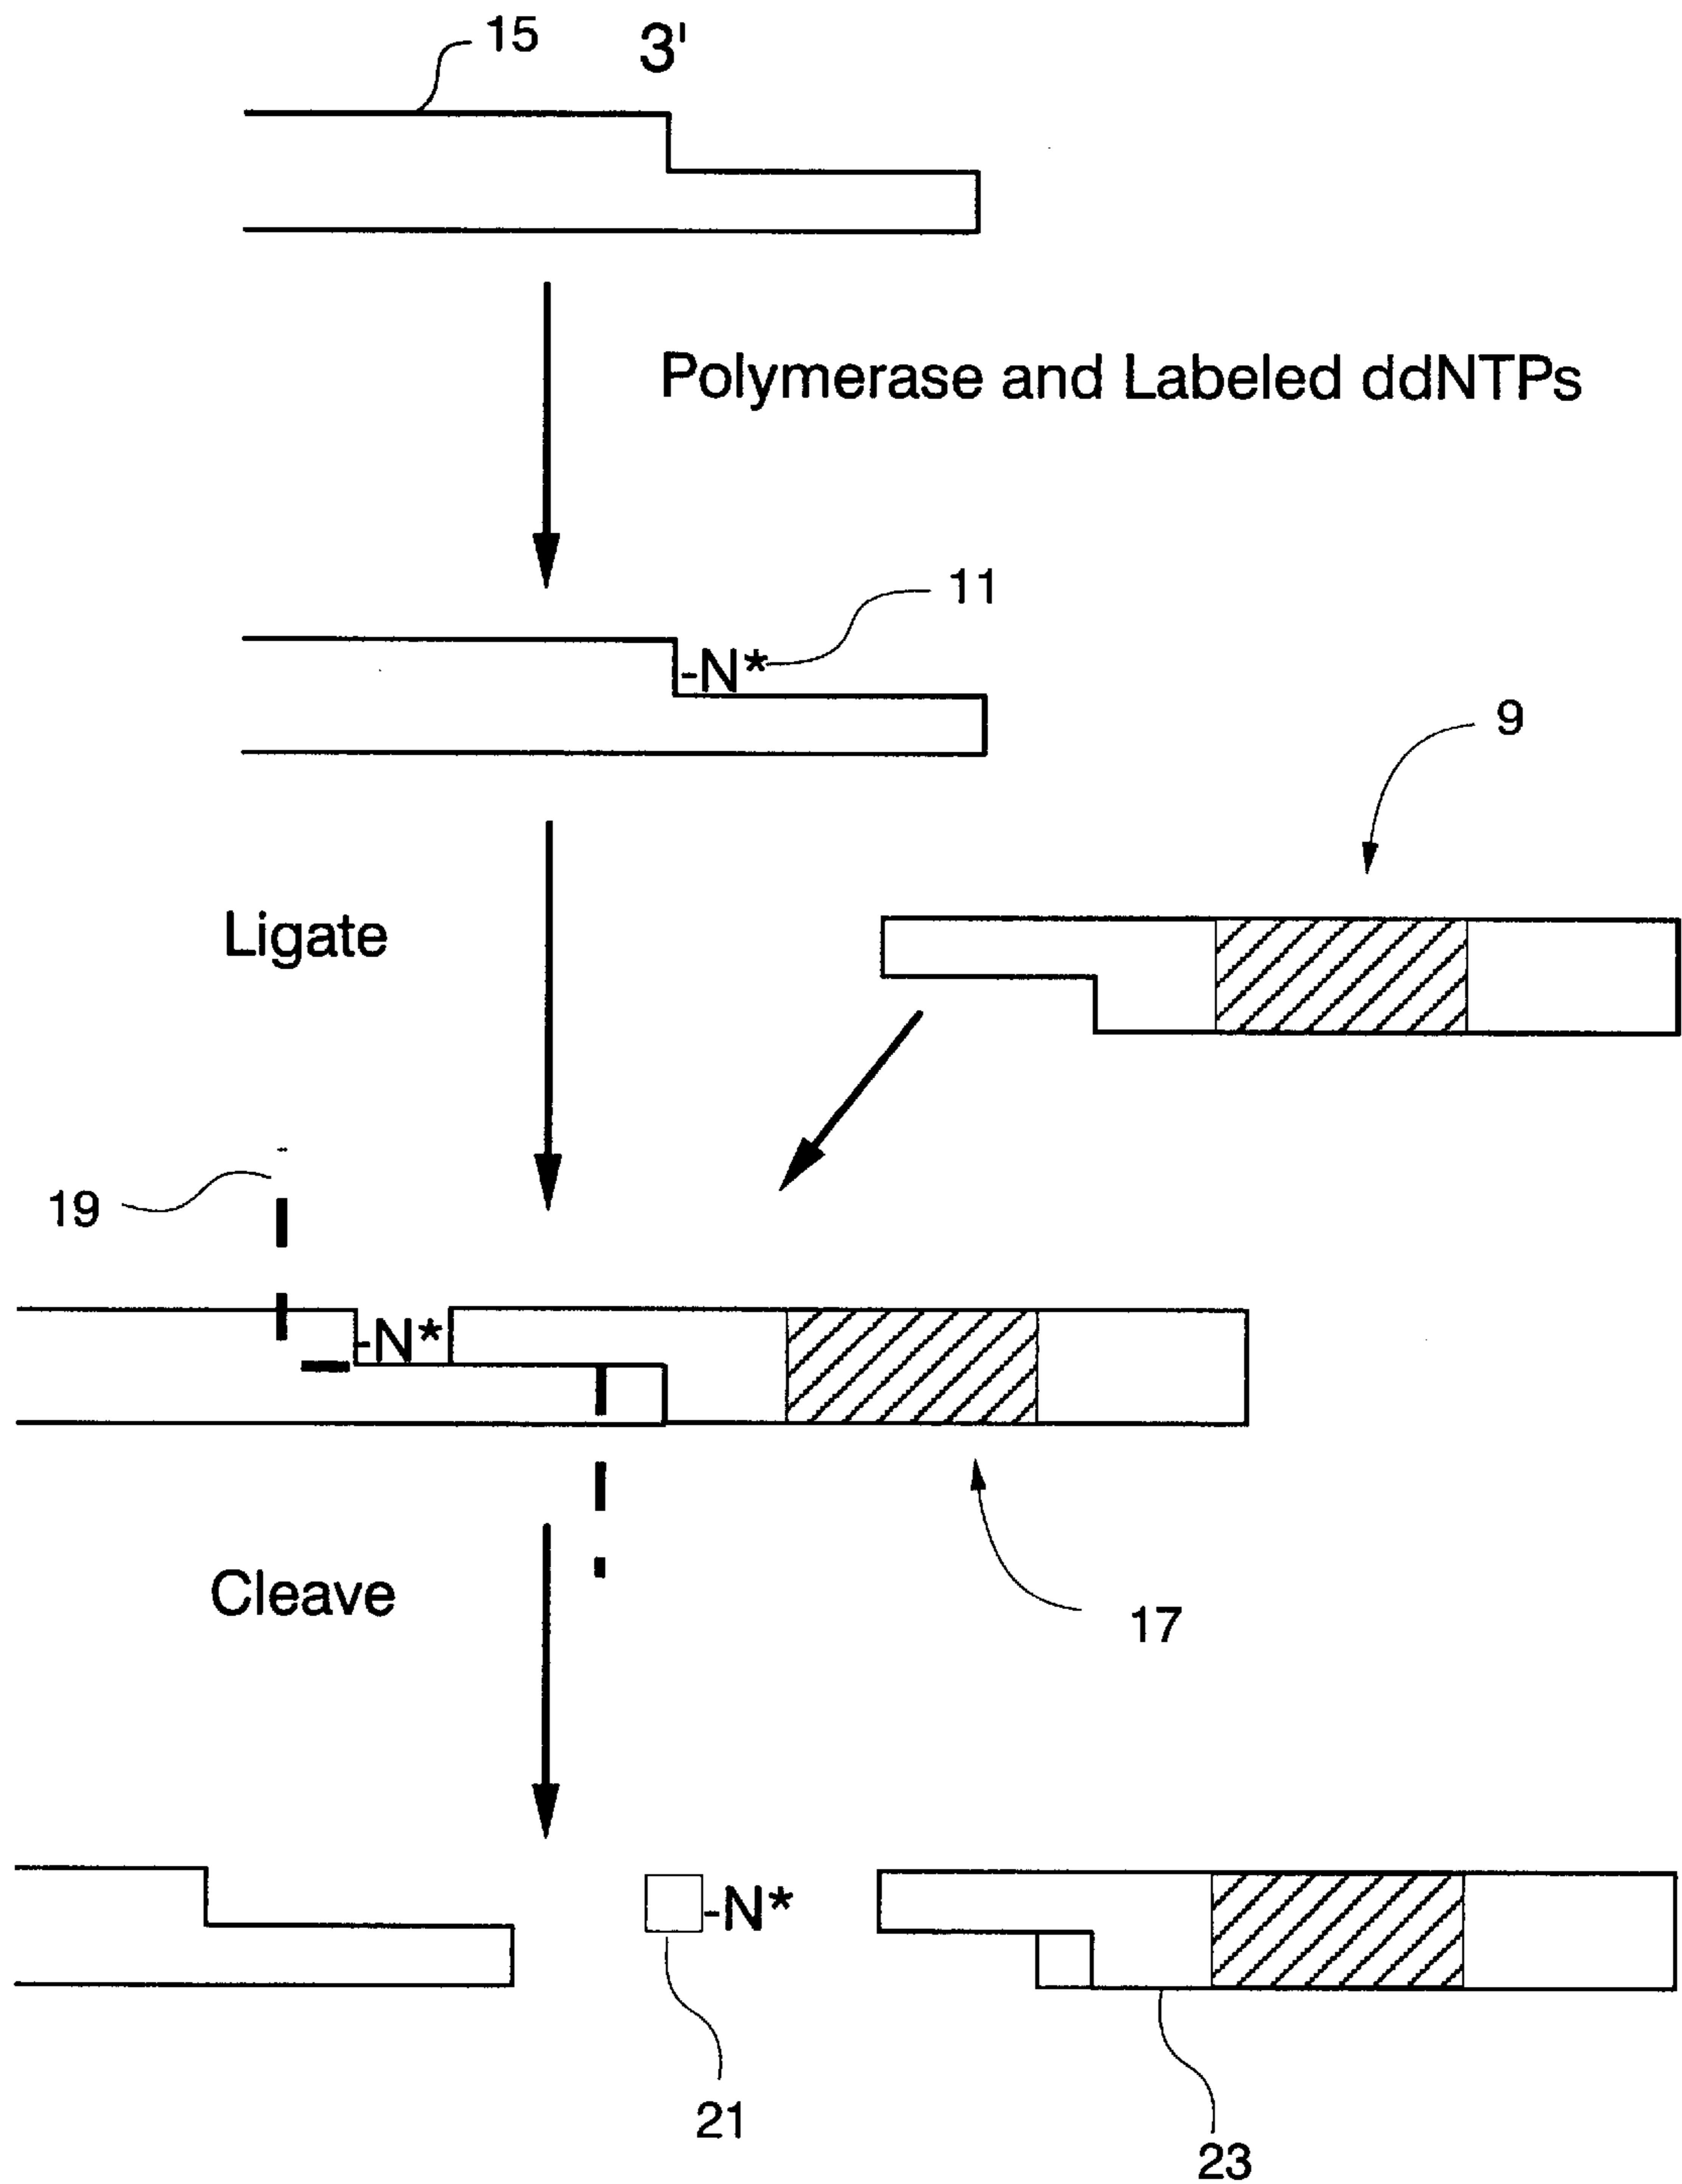 15
3'
Polymerase and Labeled ddNTPs
-N*
11
9
Ligate
19
-N*
Cleave
17
-N*
21
23